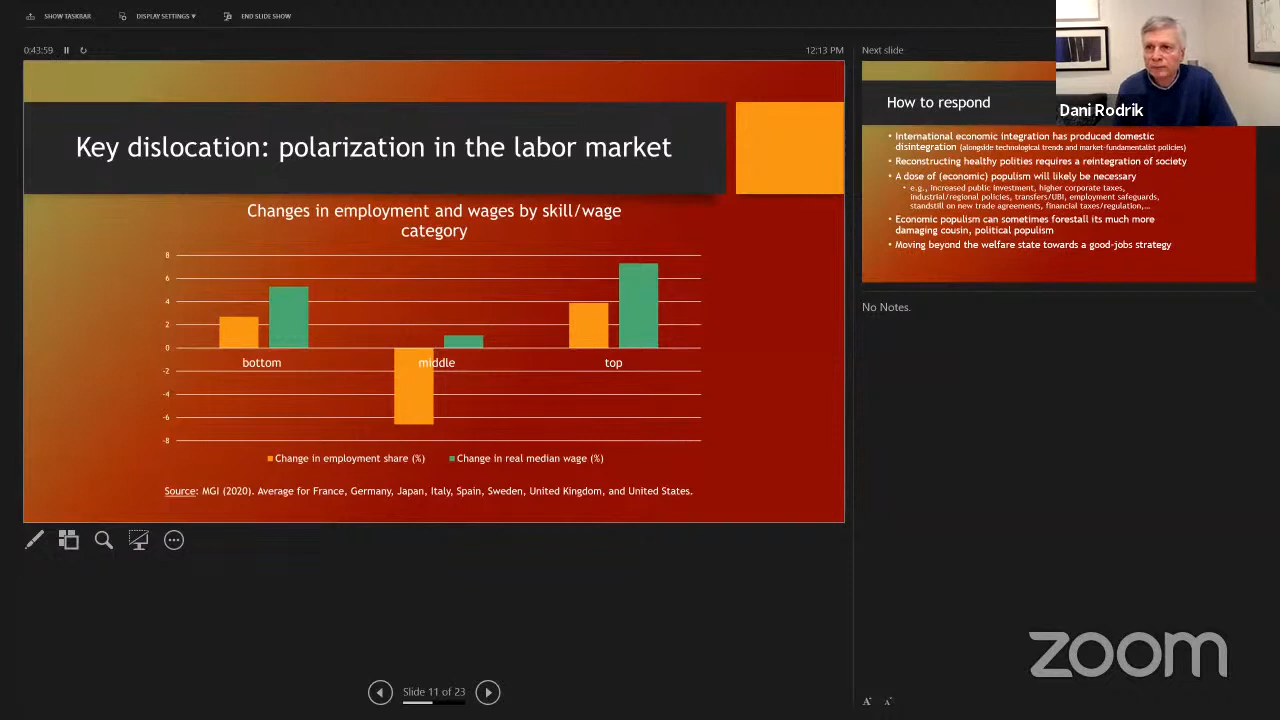 SHOW TASKBAR
DISPLAY SETTINGS ▾
END SLIDE SHOW
0:43:59
12:13 PM
Key dislocation: polarization in the labor market
Changes in employment and wages by skill/wage
category
8
6
4
2
0
-2
-4
-6
-8
bottom
middle
top
Change in employment share (%)
Change in real median wage (%)
Source: MGI (2020). Average for France, Germany, Japan, Italy, Spain, Sweden, United Kingdom, and United States.
Slide 11 of 23
Next slide
Dani Rodrik
How to respond
• International economic integration has produced domestic
disintegration (alongside technological trends and market-fundamentalist policies)
• Reconstructing healthy polities requires a reintegration of society
• A dose of (economic) populism will likely be necessary
• e.g., increased public investment, higher corporate taxes,
industrial/regional policies, transfers/UBI, employment safeguards,
standstill on new trade agreements, financial taxes/regulation,...
• Economic populism can sometimes forestall its much more
damaging cousin, political populism
• Moving beyond the welfare state towards a good-jobs strategy
No Notes.
zoom
A A